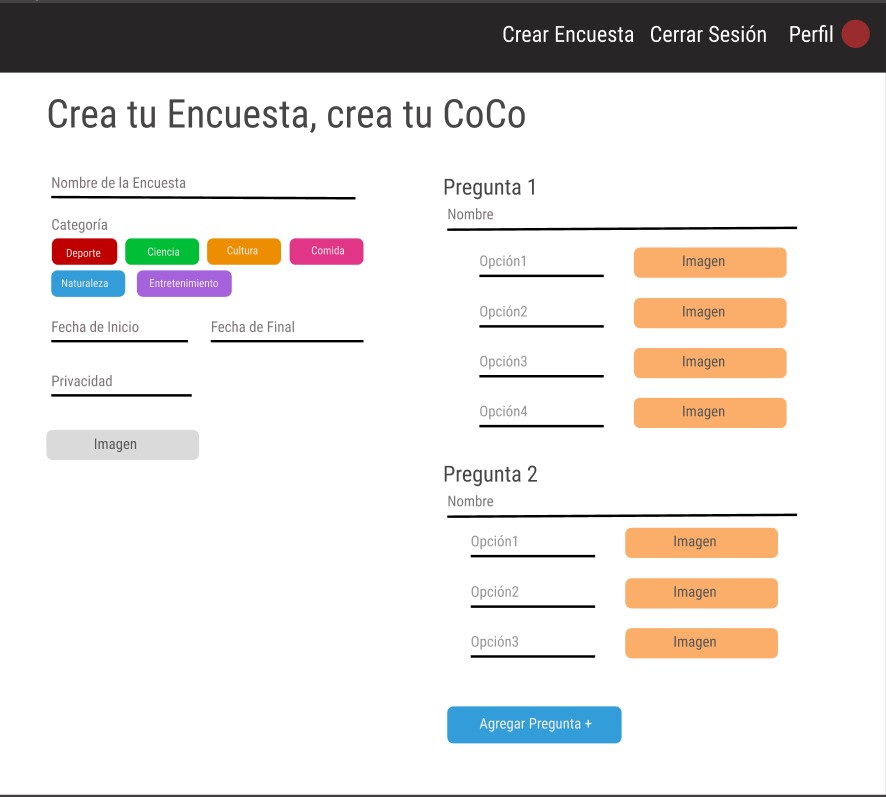 Crear Encuesta Cerrar Sesión Perfil
Crea tu Encuesta, crea tu CoCo
Nombre de la Encuesta
Categoría
Deporte Ciencia Cultura Comida
Naturaleza Entretenimiento
Fecha de Inicio Fecha de Final
Privacidad
Imagen
Pregunta 1
Nombre
Opción1 Imagen
Opción2 Imagen
Opción3 Imagen
Opción4 Imagen
Pregunta 2
Nombre
Opción1 Imagen
Opción2 Imagen
Opción3 Imagen
Agregar Pregunta +